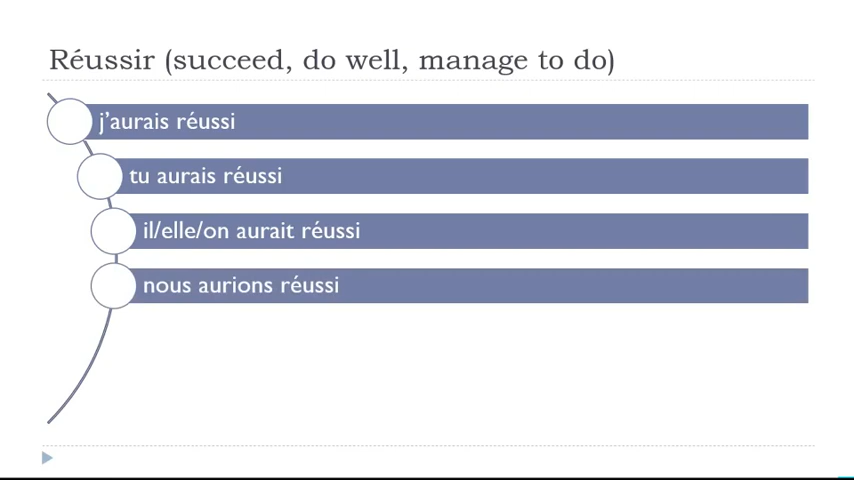 Réussir (succeed, do well, manage to do)
j’aurais réussi
tu aurais réussi
il/elle/on aurait réussi
nous aurions réussi